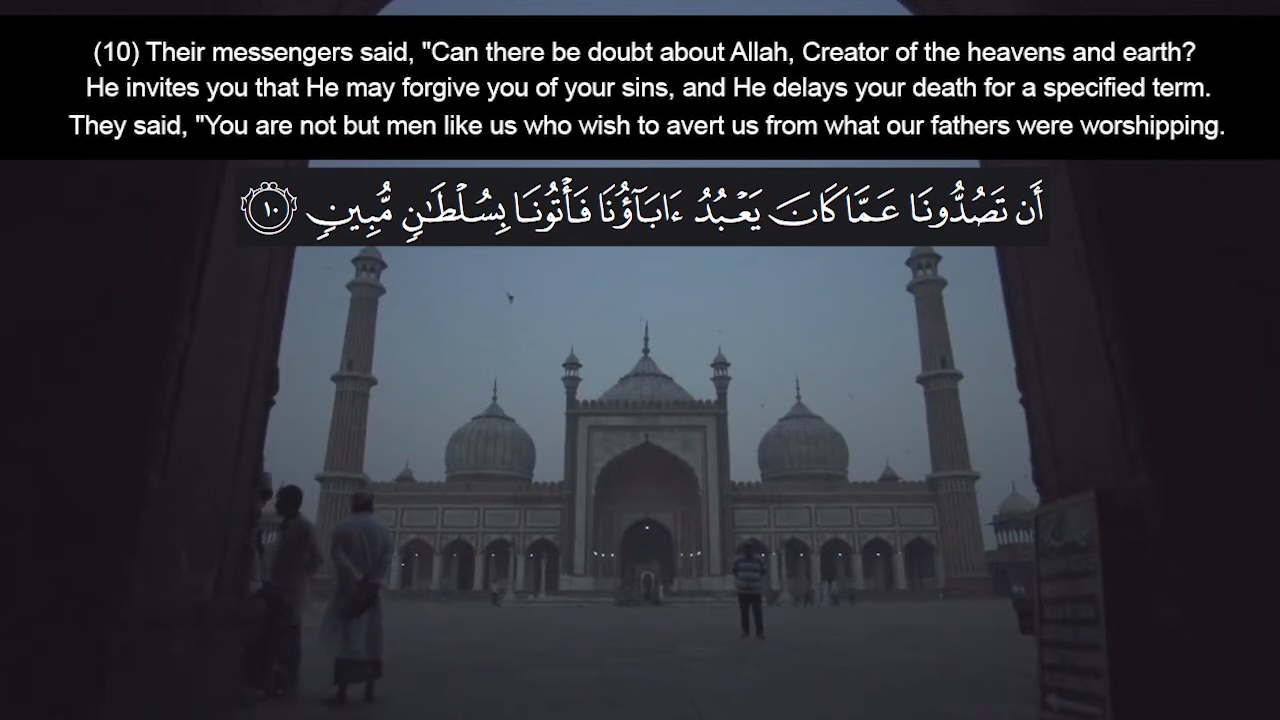 (10) Their messengers said, "Can there be doubt about Allah, Creator of the heavens and earth?
He invites you that He may forgive you of your sins, and He delays your death for a specified term.
They said, "You are not but men like us who wish to avert us from what our fathers were worshipping.
أَن تَصُدُّونَا عَمَّا كَانَ يَعْبُدُ ءَابَآؤُنَا فَأْتُونَا بِسُلْطَٰنٍ مُّبِينٍ ١٠